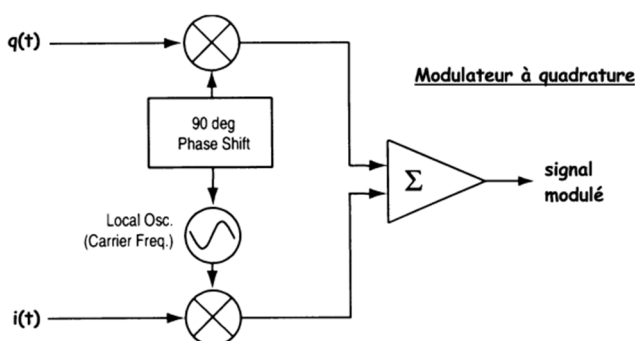 q(t)
Modulateur à quadrature
90 deg
Phase Shift
Σ
signal
modulé
Local Osc.
(Carrier Freq.)
i(t)